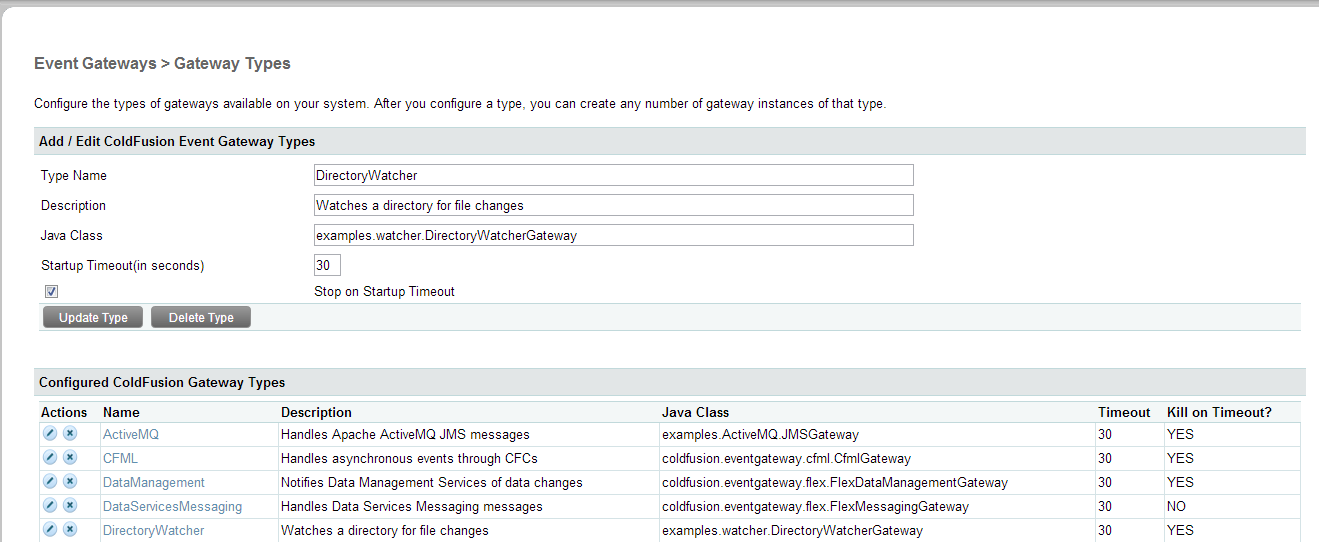 Event Gateways > Gateway Types
Configure the types of gateways available on your system. After you configure a type, you can create any number of gateway instances of that type.
Add / Edit ColdFusion Event Gateway Types
Type Name DirectoryWatcher
Description Watches a directory for file changes
Java Class examples.watcher.DirectoryWatcherGateway
Startup Timeout(in seconds) 30
Stop on Startup Timeout
Update Type Delete Type
Configured ColdFusion Gateway Types
Actions Name Description Java Class Timeout Kill on Timeout?
ActiveMQ Handles Apache ActiveMQ JMS messages examples.ActiveMQ.JMSGateway 30 YES
CFML Handles asynchronous events through CFCs coldfusion.eventgateway.cfml.CfmlGateway 30 YES
DataManagement Notifies Data Management Services of data changes coldfusion.eventgateway.flex.FlexDataManagementGateway 30 YES
DataServicesMessaging Handles Data Services Messaging messages coldfusion.eventgateway.flex.FlexMessagingGateway 30 NO
DirectoryWatcher Watches a directory for file changes examples.watcher.DirectoryWatcherGateway 30 YES